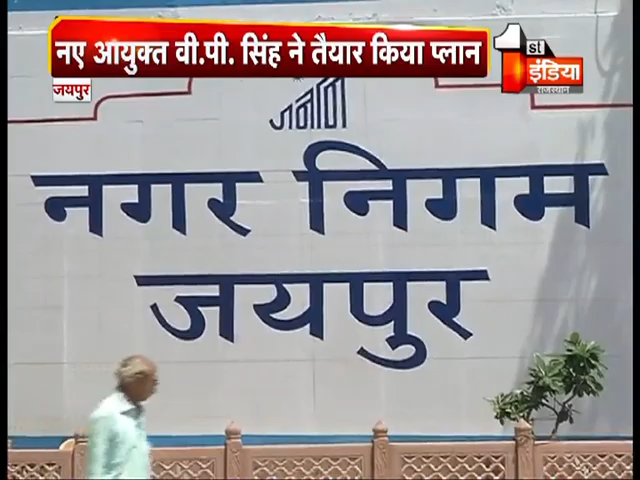 नए आयुक्त वी.पी. सिंह ने तैयार किया प्लान
1st
इंडिया
राजस्थान
जयपुर
नगर निगम
जयपुर